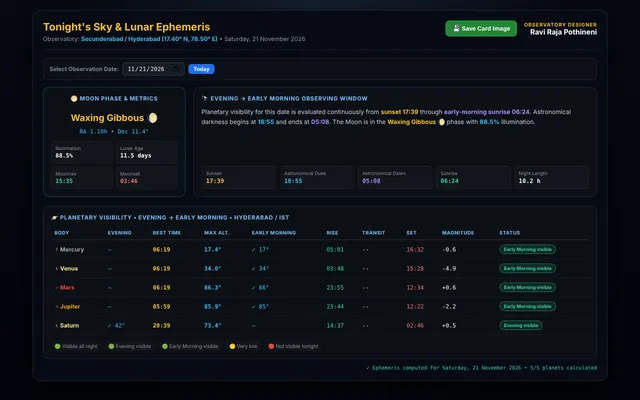 Tonight's Sky & Lunar Ephemeris
Observatory: Secunderabad / Hyderabad (17.40° N, 78.50° E) • Saturday, 21 November 2026
💾 Save Card Image
OBSERVATORY DESIGNER
Ravi Raja Pothineni
Select Observation Date: 11/21/2026 Today
🌕 MOON PHASE & METRICS
Waxing Gibbous 🌔
RA 1.10h • Dec 11.4°
Illumination
88.5%
Lunar Age
11.5 days
Moonrise
15:35
Moonset
03:46
🔭 EVENING → EARLY MORNING OBSERVING WINDOW
Planetary visibility for this date is evaluated continuously from sunset 17:39 through early-morning sunrise 06:24. Astronomical
darkness begins at 18:55 and ends at 05:08. The Moon is in the Waxing Gibbous 🌔 phase with 88.5% illumination.
Sunset
17:39
Astronomical Dusk
18:55
Astronomical Dawn
05:08
Sunrise
06:24
Night Length
10.2 h
🪐 PLANETARY VISIBILITY • EVENING → EARLY MORNING • HYDERABAD / IST
BODY EVENING BEST TIME MAX ALT. EARLY MORNING RISE TRANSIT SET MAGNITUDE STATUS
☿ Mercury — 06:19 17.4° ✓ 17° 05:01 -- 16:32 -0.6 Early Morning visible
♀ Venus — 06:19 34.0° ✓ 34° 03:48 -- 15:28 -4.9 Early Morning visible
♂ Mars — 06:19 86.3° ✓ 86° 23:55 -- 12:34 +0.6 Early Morning visible
♃ Jupiter — 05:59 85.9° ✓ 85° 23:44 -- 12:22 -2.2 Early Morning visible
♄ Saturn ✓ 42° 20:39 73.4° — 14:37 -- 02:46 +0.5 Evening visible
🟢 Visible all night 🟢 Evening visible 🟢 Early Morning visible 🟡 Very low 🔴 Not visible tonight
✓ Ephemeris computed for Saturday, 21 November 2026 • 5/5 planets calculated